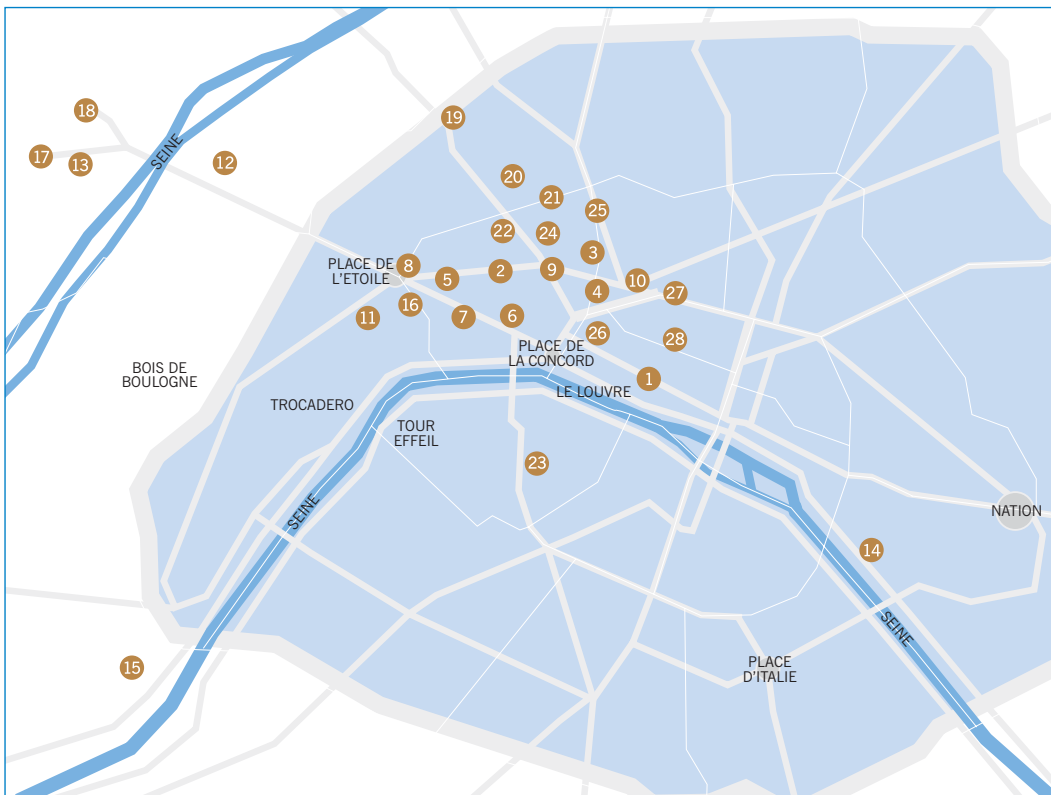 18
19
17
13
SEINE
12
20
21
25
22
24
3
8
PLACE DE
L'ETOILE
5
2
9
10
27
4
16
11
7
6
26
28
PLACE DE
LA CONCORD
1
BOIS DE
BOULOGNE
LE LOUVRE
TROCADERO
TOUR
EFFEIL
23
SEINE
NATION
14
SEINE
15
PLACE
D'ITALIE